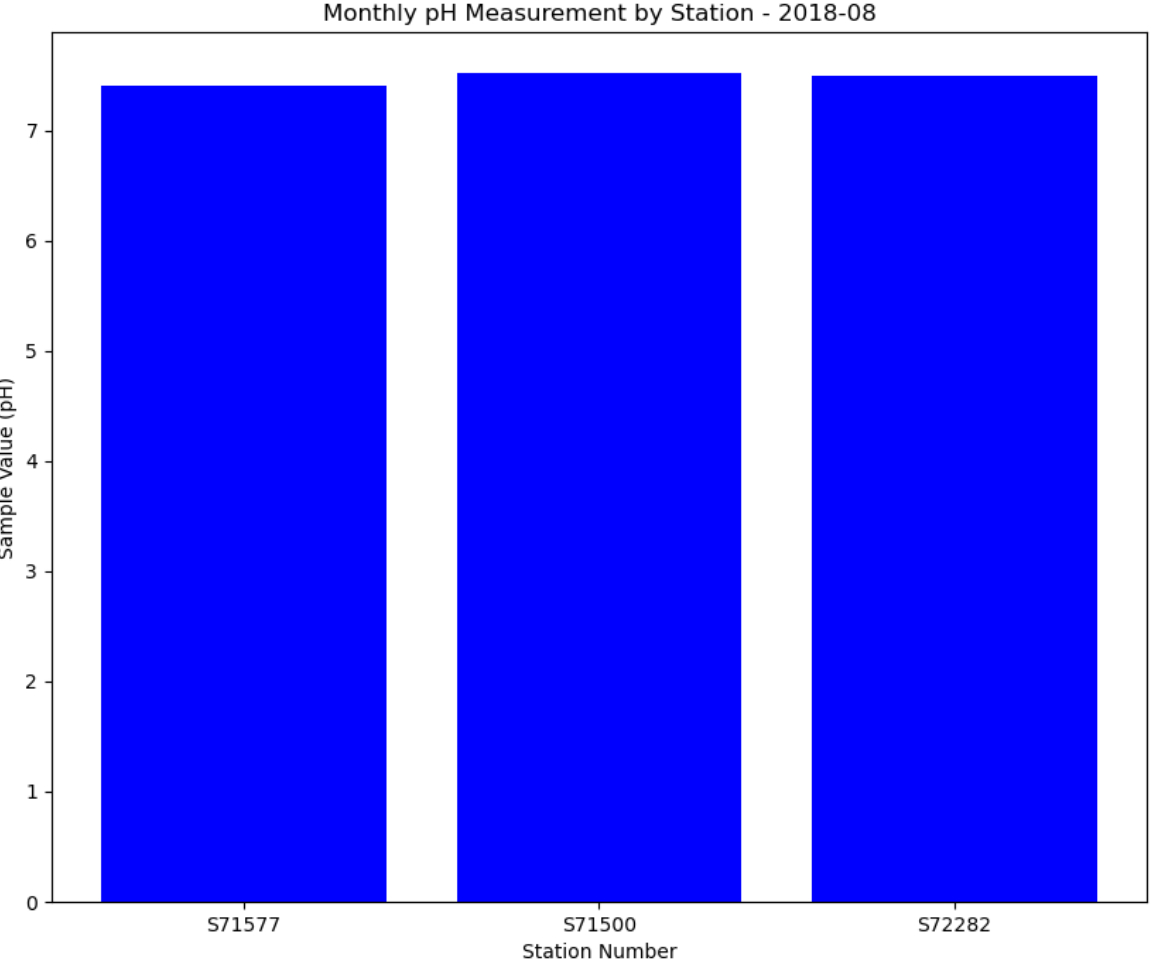 Monthly pH Measurement by Station - 2018-08
7
6
5
4
3
2
1
0
Sample Value (pH)
S71577
S71500
S72282
Station Number